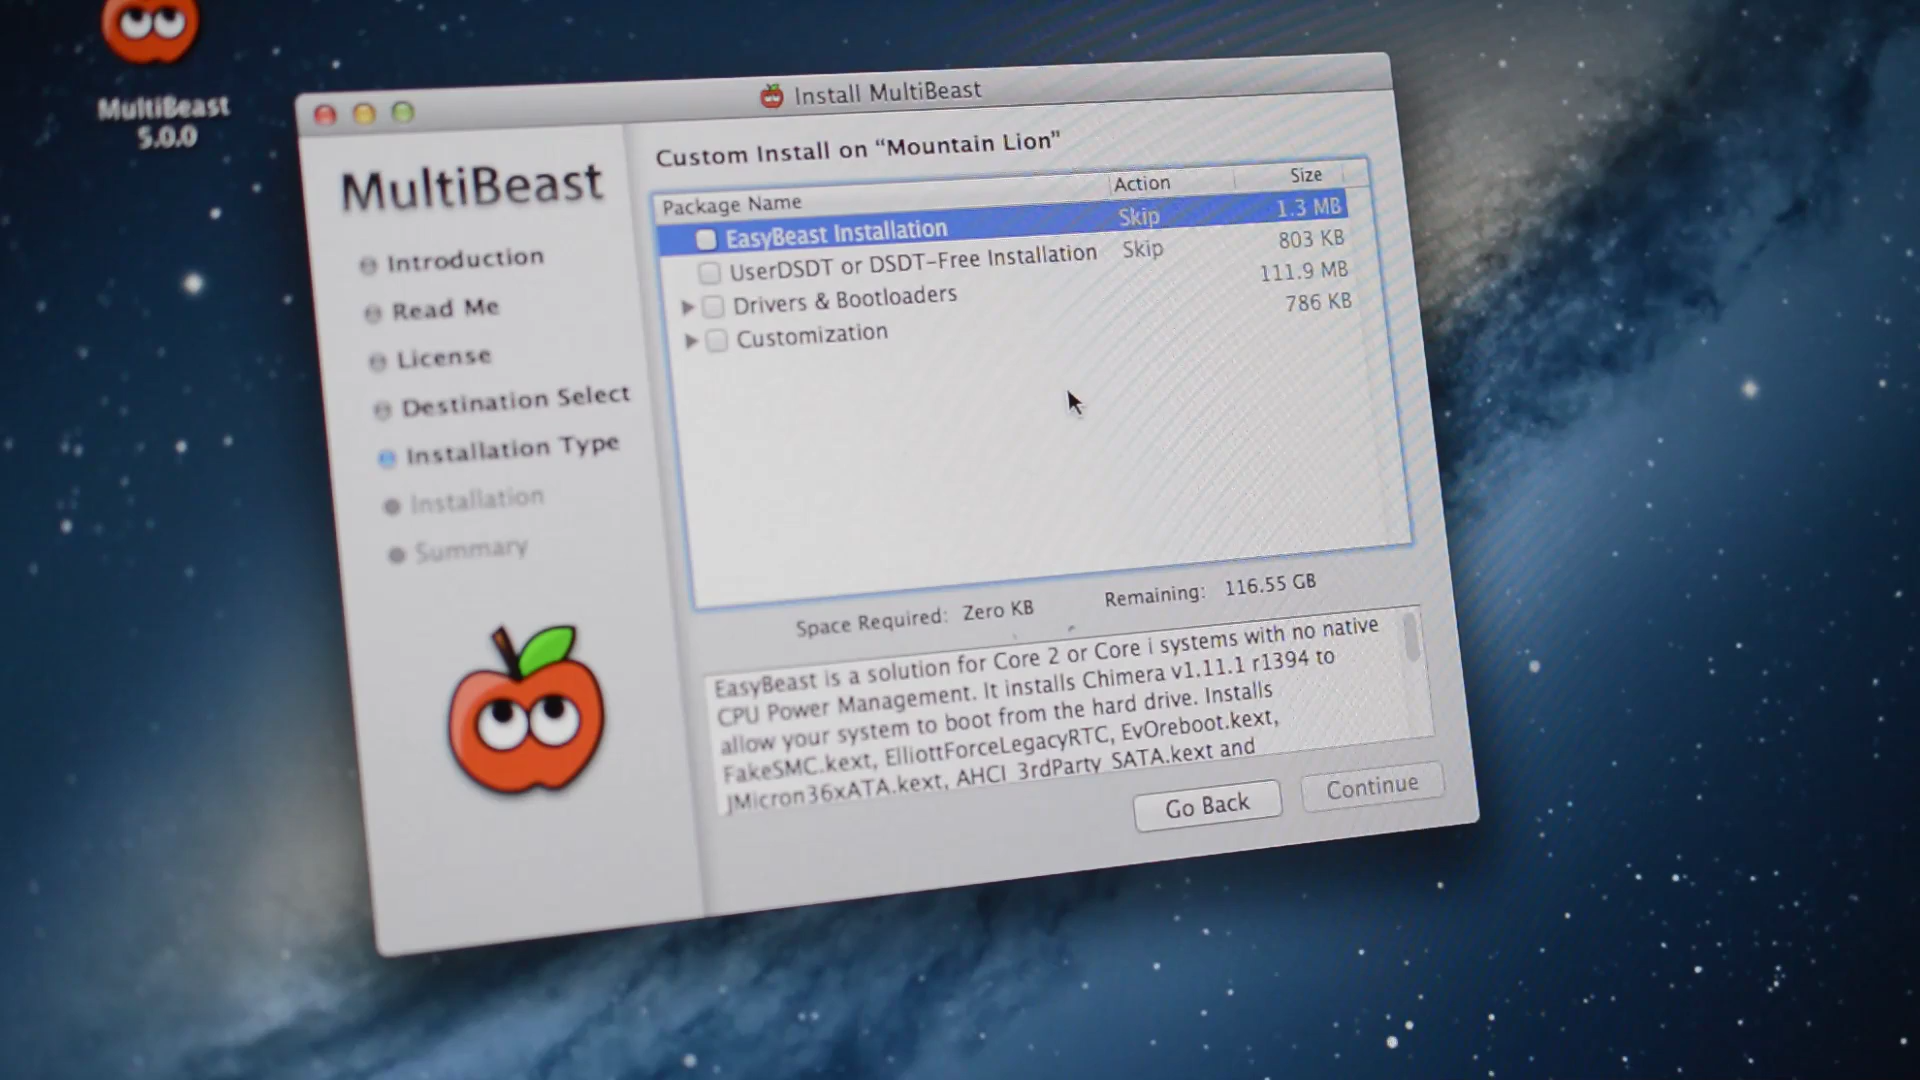 MultiBeast
5.0.0
Install MultiBeast
MultiBeast
Introduction
Read Me
License
Destination Select
Installation Type
Installation
Summary
Custom Install on “Mountain Lion”
Package Name Action Size
EasyBeast Installation Skip 1.3 MB
UserDSDT or DSDT-Free Installation Skip 803 KB
Drivers & Bootloaders 111.9 MB
Customization 786 KB
Space Required: Zero KB Remaining: 116.55 GB
EasyBeast is a solution for Core 2 or Core i systems with no native
CPU Power Management. It installs Chimera v1.11.1 r1394 to
allow your system to boot from the hard drive. Installs
FakeSMC.kext, ElliottForceLegacyRTC, EvOreboot.kext,
JMicron36xATA.kext, AHCI_3rdParty_SATA.kext and
Go Back
Continue